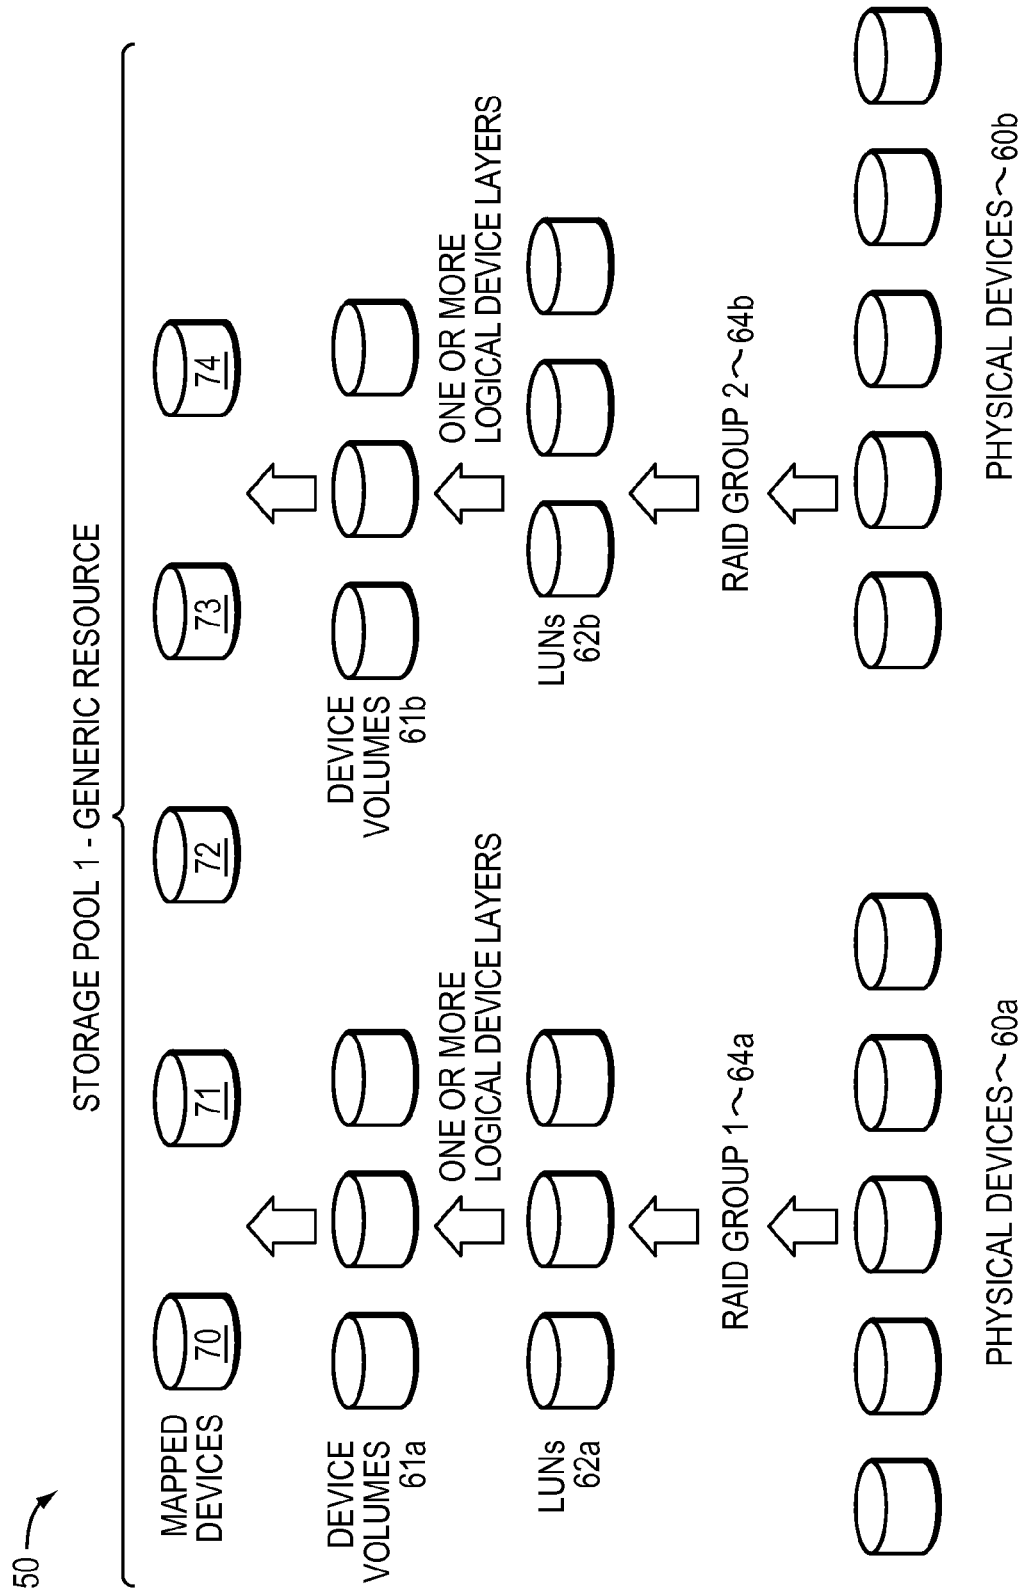 50
STORAGE POOL 1 - GENERIC RESOURCE
MAPPED
DEVICES
70
71
72
73
74
DEVICE
VOLUMES
61a
DEVICE
VOLUMES
61b
ONE OR MORE
LOGICAL DEVICE LAYERS
ONE OR MORE
LOGICAL DEVICE LAYERS
LUNs
62a
LUNs
62b
RAID GROUP 1~64a
RAID GROUP 2~64b
PHYSICAL DEVICES~60a
PHYSICAL DEVICES~60b